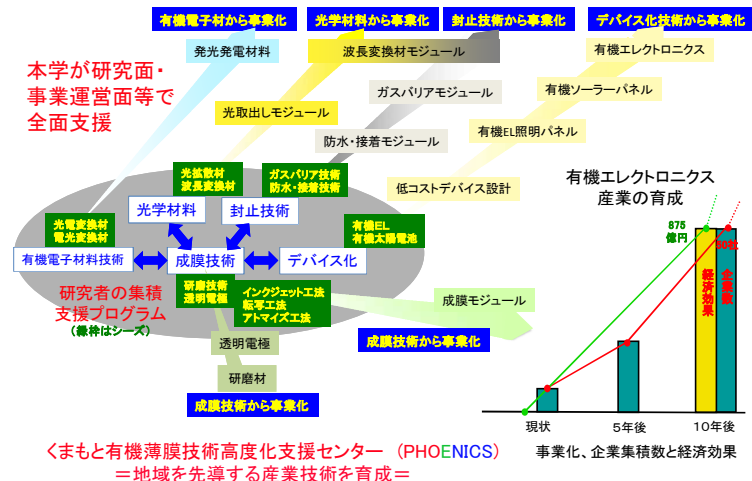 有機電子材から事業化
光学材料から事業化
封止技術から事業化
デバイス化技術から事業化
発光発電材料
波長変換材モジュール
有機エレクトロニクス
本学が研究面・
事業運営面等で
全面支援
ガスバリアモジュール
有機ソーラーパネル
光取出しモジュール
防水・接着モジュール
有機EL照明パネル
光拡散材
波長変換材
ガスバリア技術
防水・接着技術
低コストデバイス設計
光学材料
封止技術
光電変換材
電光変換材
有機EL
有機太陽電池
有機電子材料技術
成膜技術
デバイス化
研究者の集積
支援プログラム
(緑枠はシーズ)
研磨技術
透明電極
インクジェット工法
転写工法
アトマイズ工法
成膜モジュール
透明電極
成膜技術から事業化
研磨材
成膜技術から事業化
有機エレクトロニクス
産業の育成
875
億円
50社
経済効果
企業数
現状
5年後
10年後
事業化、企業集積数と経済効果
くまもと有機薄膜技術高度化支援センター (PHOENICS)
=地域を先導する産業技術を育成=